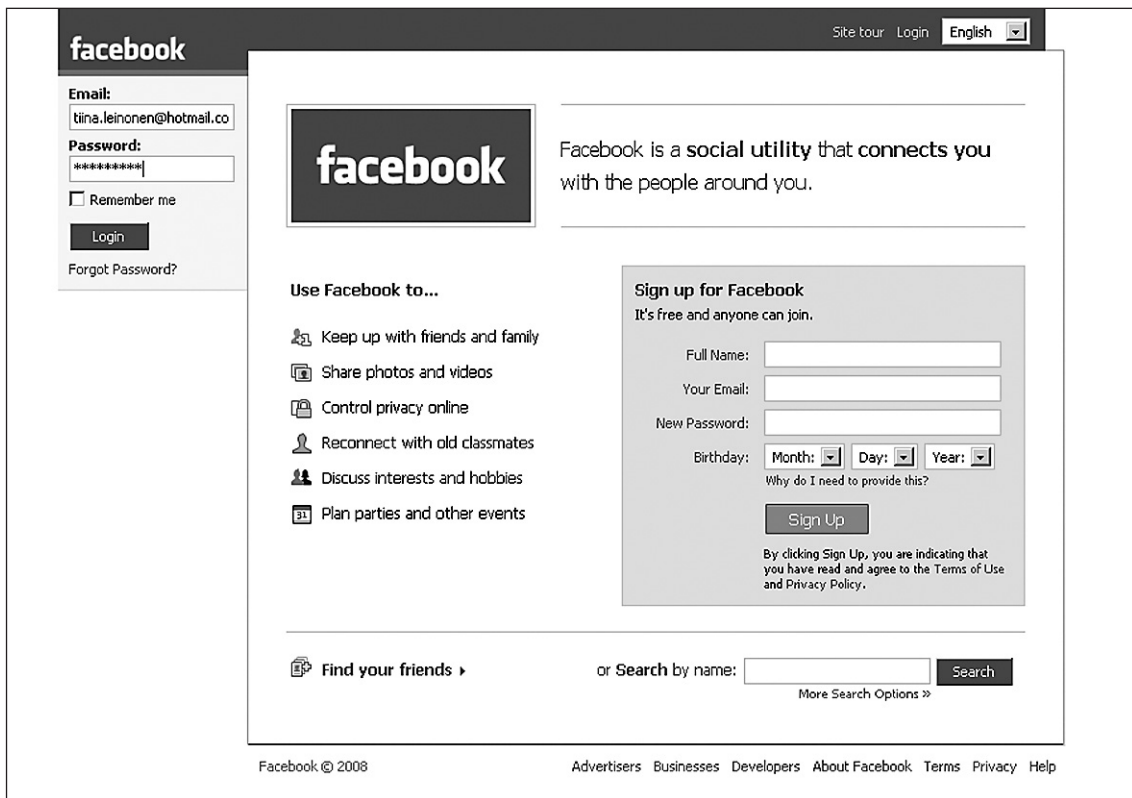 facebook
Site tour Login English
Email:
tiina.leinonen@hotmail.co
Password:
*********
Remember me
Login
Forgot Password?
facebook
Facebook is a social utility that connects you
with the people around you.
Use Facebook to...
Keep up with friends and family
Share photos and videos
Control privacy online
Reconnect with old classmates
Discuss interests and hobbies
31 Plan parties and other events
Sign up for Facebook
It's free and anyone can join.
Full Name:
Your Email:
New Password:
Birthday: Month: Day: Year:
Why do I need to provide this?
Sign Up
By clicking Sign Up, you are indicating that
you have read and agree to the Terms of Use
and Privacy Policy.
Find your friends
or Search by name: Search
More Search Options »
Facebook © 2008 Advertisers Businesses Developers About Facebook Terms Privacy Help